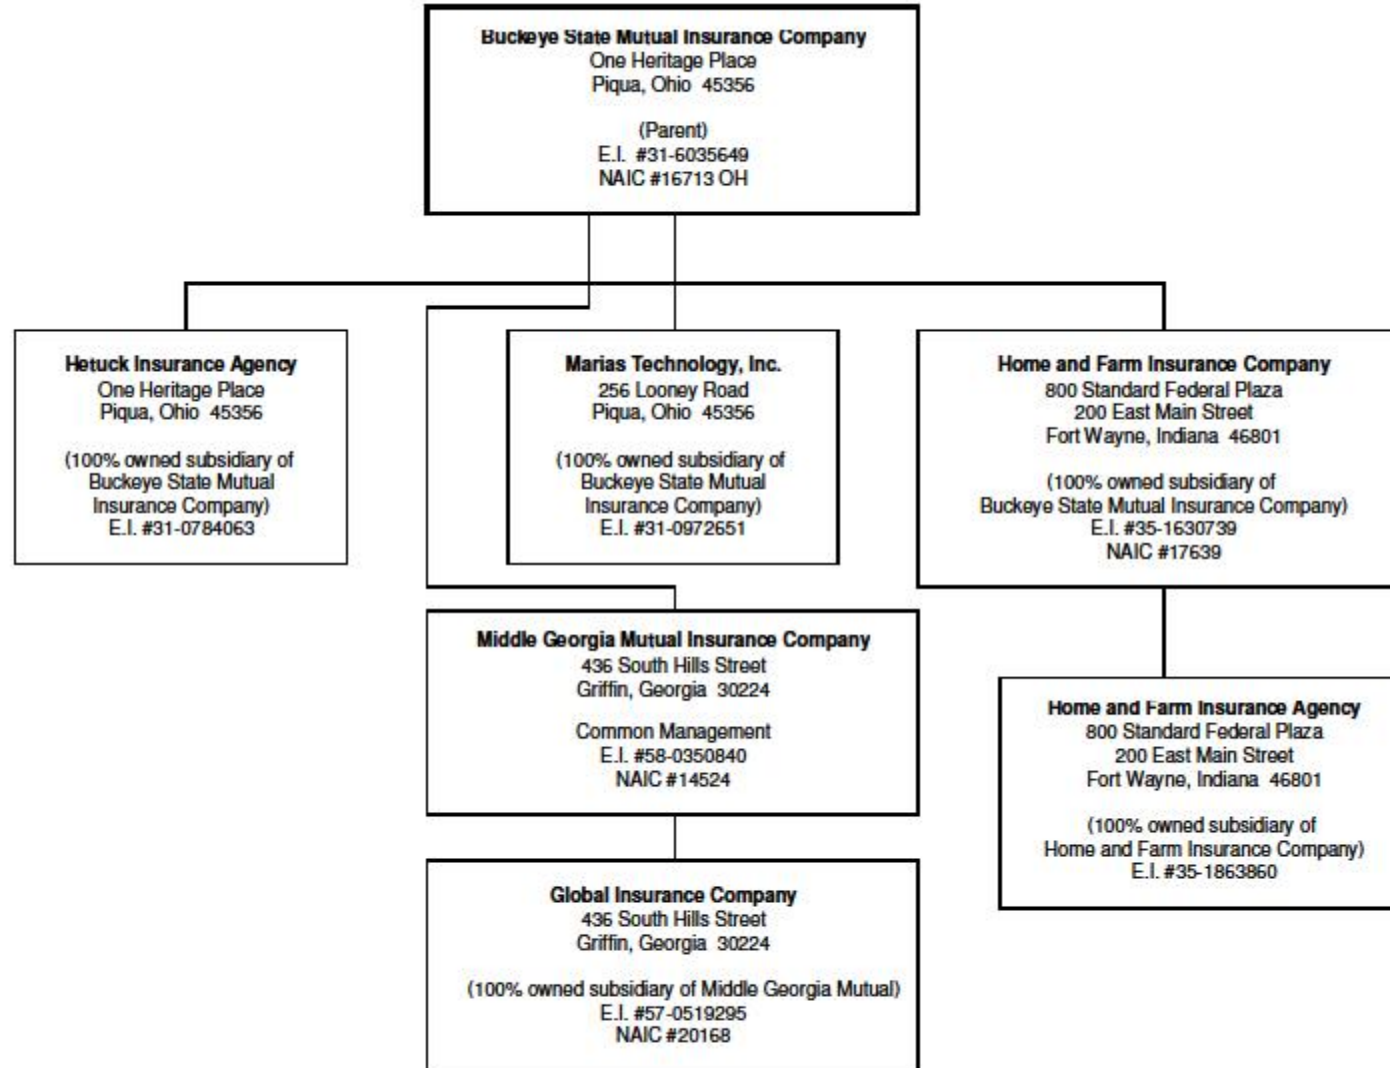 Buckeye State Mutual Insurance Company
One Heritage Place
Piqua, Ohio 45356
(Parent)
E.I. #31-6035649
NAIC #16713 OH
Hetuck Insurance Agency
One Heritage Place
Piqua, Ohio 45356
(100% owned subsidiary of
Buckeye State Mutual
Insurance Company)
E.I. #31-0784063
Marias Technology, Inc.
256 Looney Road
Piqua, Ohio 45356
(100% owned subsidiary of
Buckeye State Mutual
Insurance Company)
E.I. #31-0972651
Home and Farm Insurance Company
800 Standard Federal Plaza
200 East Main Street
Fort Wayne, Indiana 46801
(100% owned subsidiary of
Buckeye State Mutual Insurance Company)
E.I. #35-1630739
NAIC #17639
Middle Georgia Mutual Insurance Company
436 South Hills Street
Griffin, Georgia 30224
Common Management
E.I. #58-0350840
NAIC #14524
Home and Farm Insurance Agency
800 Standard Federal Plaza
200 East Main Street
Fort Wayne, Indiana 46801
(100% owned subsidiary of
Home and Farm Insurance Company)
E.I. #35-1863860
Global Insurance Company
436 South Hills Street
Griffin, Georgia 30224
(100% owned subsidiary of Middle Georgia Mutual)
E.I. #57-0519295
NAIC #20168